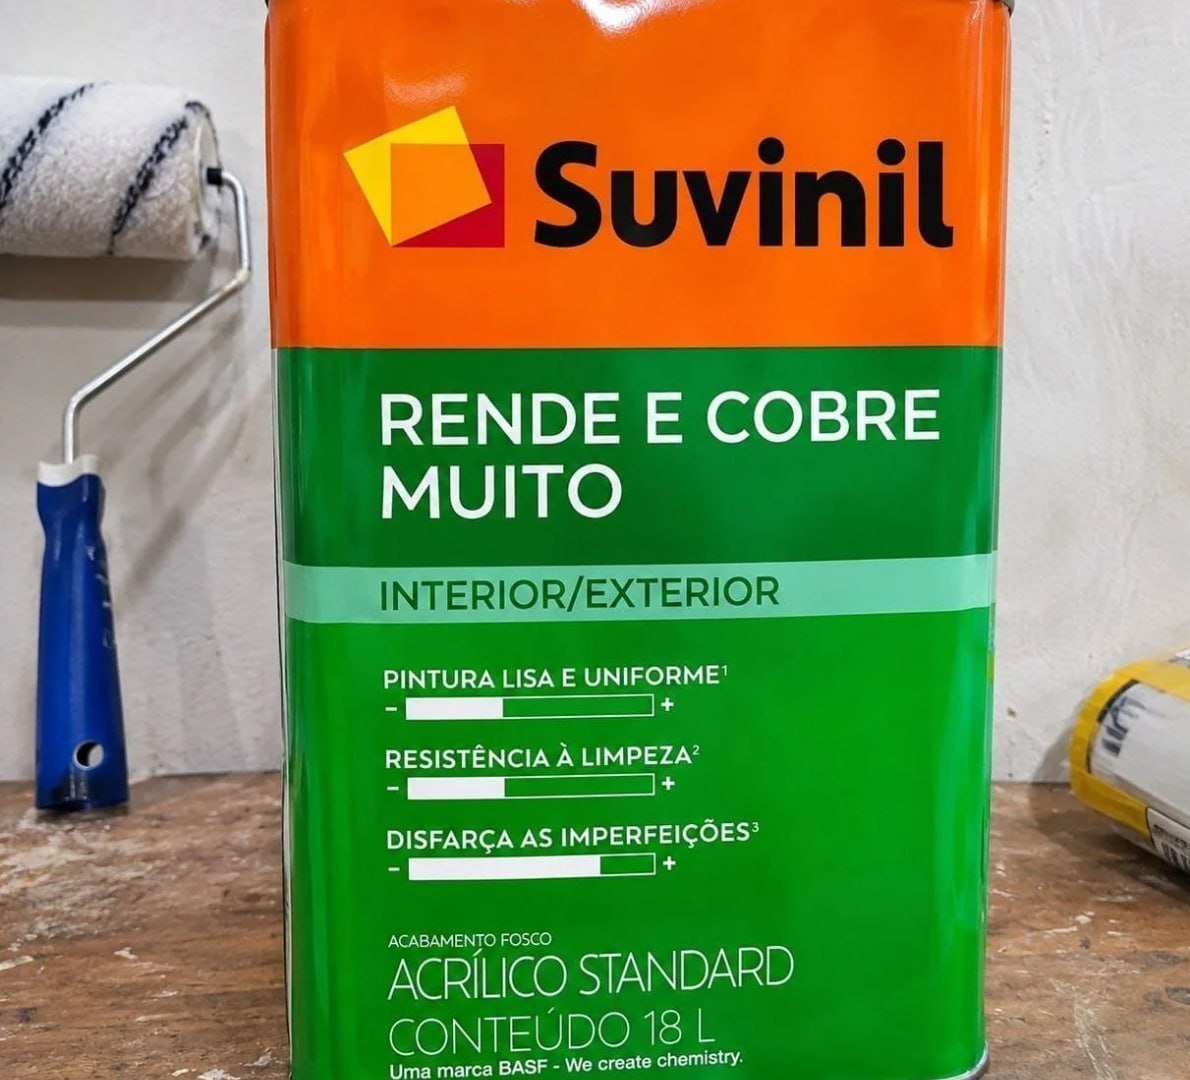 Suvinil
RENDE E COBRE
MUITO
INTERIOR/EXTERIOR
PINTURA LISA E UNIFORME¹
- +
RESISTÊNCIA À LIMPEZA²
- +
DISFARÇA AS IMPERFEIÇÕES³
- +
ACABAMENTO FOSCO
ACRÍLICO STANDARD
CONTEÚDO 18 L
Uma marca BASF - We create chemistry.